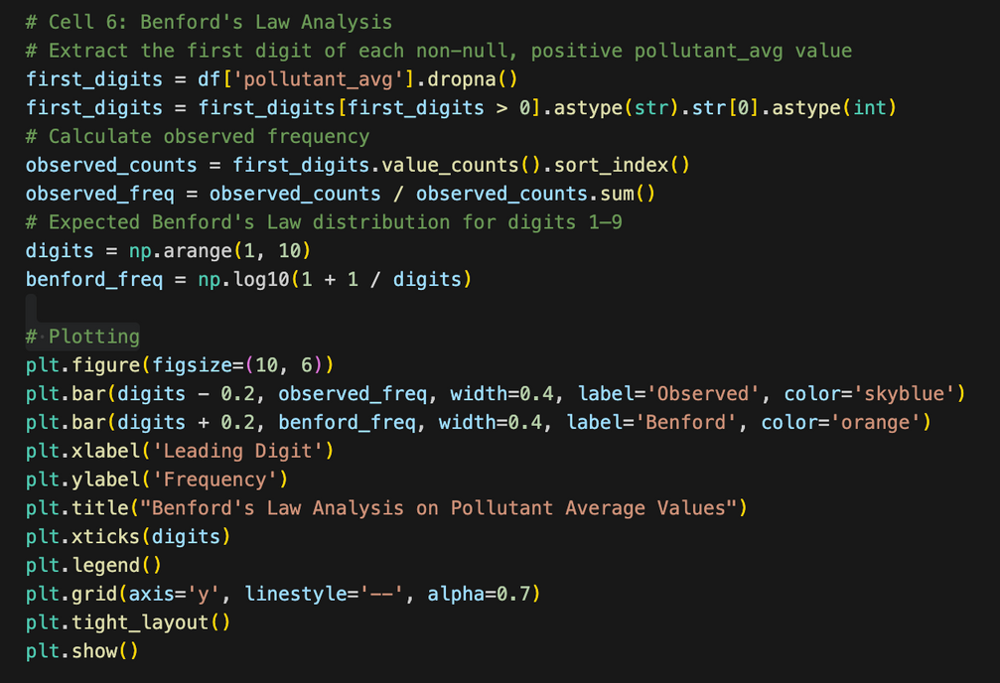 # Cell 6: Benford's Law Analysis
# Extract the first digit of each non-null, positive pollutant_avg value
first_digits = df['pollutant_avg'].dropna()
first_digits = first_digits[first_digits > 0].astype(str).str[0].astype(int)
# Calculate observed frequency
observed_counts = first_digits.value_counts().sort_index()
observed_freq = observed_counts / observed_counts.sum()
# Expected Benford's Law distribution for digits 1–9
digits = np.arange(1, 10)
benford_freq = np.log10(1 + 1 / digits)
# Plotting
plt.figure(figsize=(10, 6))
plt.bar(digits - 0.2, observed_freq, width=0.4, label='Observed', color='skyblue')
plt.bar(digits + 0.2, benford_freq, width=0.4, label='Benford', color='orange')
plt.xlabel('Leading Digit')
plt.ylabel('Frequency')
plt.title("Benford's Law Analysis on Pollutant Average Values")
plt.xticks(digits)
plt.legend()
plt.grid(axis='y', linestyle='--', alpha=0.7)
plt.tight_layout()
plt.show()